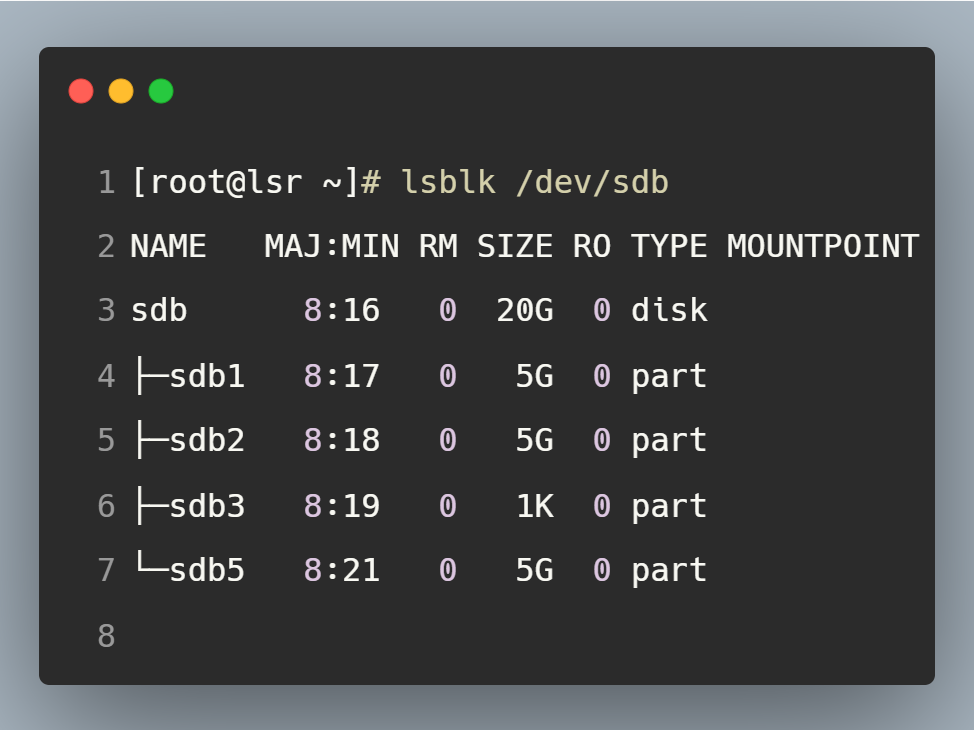 1 [root@lsr ~]# lsblk /dev/sdb
2 NAME   MAJ:MIN RM SIZE RO TYPE MOUNTPOINT
3 sdb      8:16   0  20G  0 disk
4 ├─sdb1   8:17   0   5G  0 part
5 ├─sdb2   8:18   0   5G  0 part
6 ├─sdb3   8:19   0   1K  0 part
7 └─sdb5   8:21   0   5G  0 part
8